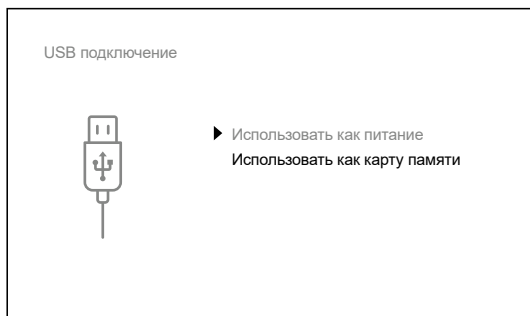 USB подключение
Использовать как питание
Использовать как карту памяти